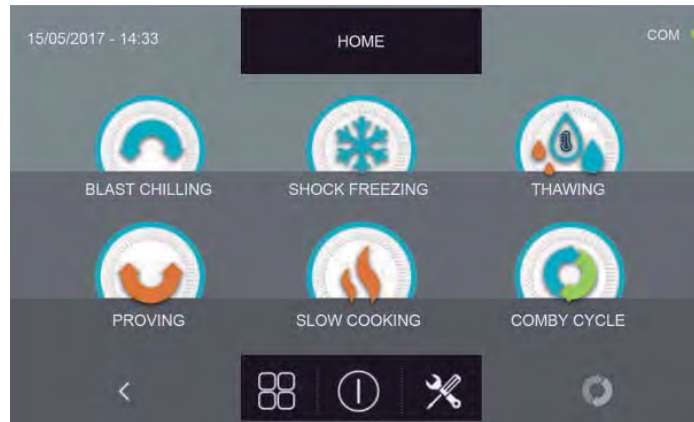 15/05/2017 - 14:33
HOME
COM
BLAST CHILLING
SHOCK FREEZING
THAWING
PROVING
SLOW COOKING
COMBY CYCLE